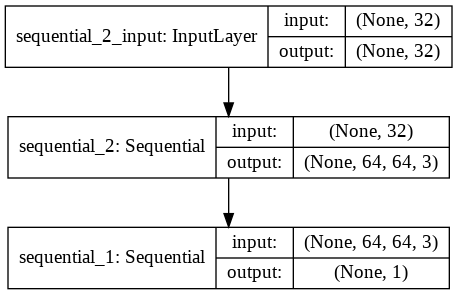 sequential_2_input: InputLayer
input: (None, 32)
output: (None, 32)
sequential_2: Sequential
input: (None, 32)
output: (None, 64, 64, 3)
sequential_1: Sequential
input: (None, 64, 64, 3)
output: (None, 1)